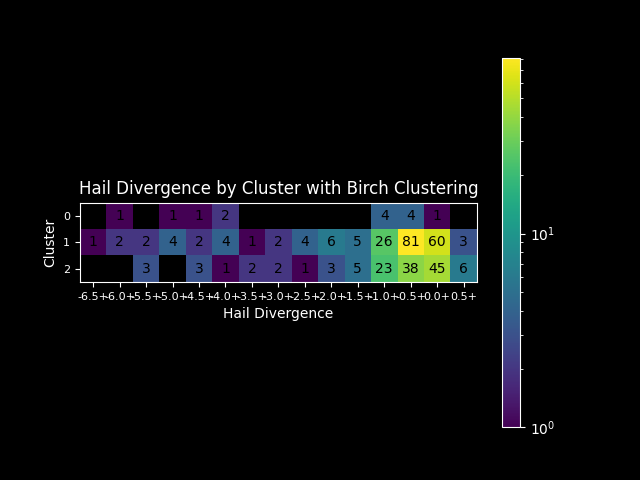 Hail Divergence by Cluster with Birch Clustering
0 1 1 1 2 4 4 1
Cluster 1 1 2 2 4 2 4 1 2 4 6 5 26 81 60 3
2 3 3 1 2 2 1 3 5 23 38 45 6
-6.5+ -6.0+ -5.5+ -5.0+ -4.5+ -4.0+ -3.5+ -3.0+ -2.5+ -2.0+ -1.5+ -1.0+ -0.5+ 0.0+ 0.5+
Hail Divergence
10¹
10⁰